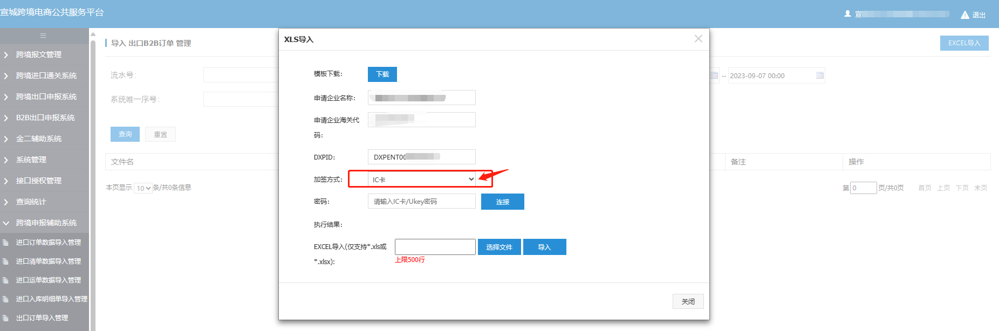 宣城跨境电商公共服务平台
宣
退出
跨境报文管理
跨境进口通关系统
跨境出口申报系统
B2B出口申报系统
金二辅助系统
系统管理
接口授权管理
查询统计
跨境申报辅助系统
进口订单数据导入管理
进口清单数据导入管理
进口运单数据导入管理
进口入库明细单导入管理
出口订单导入管理
导入 出口B2B订单 管理
EXCEL导入
流水号:
-- 2023-09-07 00:00
系统唯一序号:
查询 重置
文件名 备注 操作
本页显示 10 条/共0条信息
第 0 页/共0页 首页 上页 下页 末页
XLS导入
模板下载: 下载
申请企业名称:
申请企业海关代
码:
DXPID: DXPENT00
加签方式: IC卡
密码: 请输入IC卡/Ukey密码 连接
执行结果:
EXCEL导入(仅支持*.xls或
*.xlsx):
选择文件 导入
上限500行
关闭